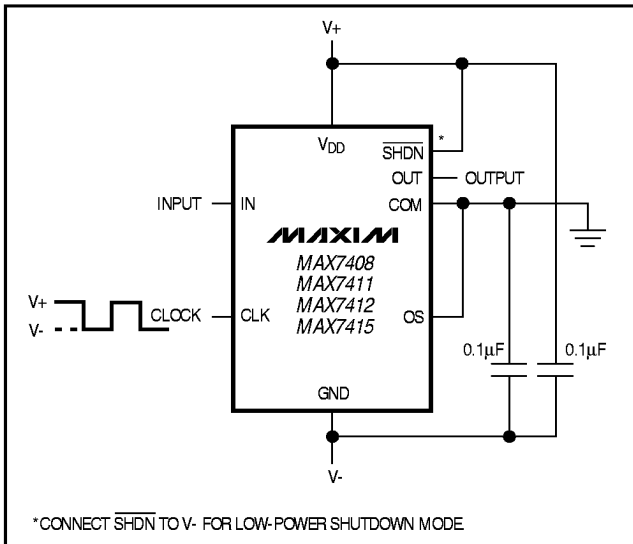 V+
VDD
*
SHDN
OUT OUTPUT
INPUT IN COM
MAXIM
MAX7408
MAX7411
MAX7412
MAX7415
V+
V-
CLOCK CLK OS
0.1µF 0.1µF
GND
V-
*CONNECT SHDN TO V- FOR LOW-POWER SHUTDOWN MODE.